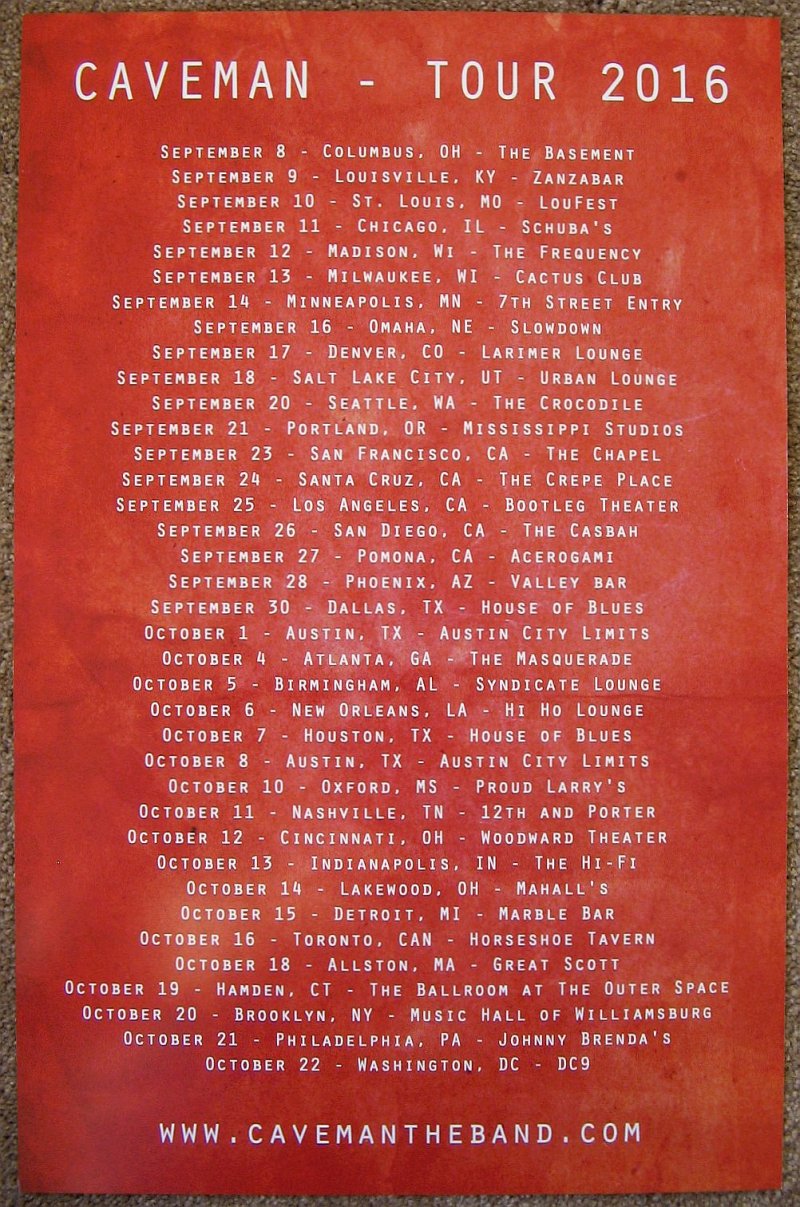 CAVEMAN - TOUR 2016
SEPTEMBER 8 - COLUMBUS, OH - THE BASEMENT
SEPTEMBER 9 - LOUISVILLE, KY - ZANZABAR
SEPTEMBER 10 - ST. LOUIS, MO - LOUFEST
SEPTEMBER 11 - CHICAGO, IL - SCHUBA'S
SEPTEMBER 12 - MADISON, WI - THE FREQUENCY
SEPTEMBER 13 - MILWAUKEE, WI - CACTUS CLUB
SEPTEMBER 14 - MINNEAPOLIS, MN - 7TH STREET ENTRY
SEPTEMBER 16 - OMAHA, NE - SLOWDOWN
SEPTEMBER 17 - DENVER, CO - LARIMER LOUNGE
SEPTEMBER 18 - SALT LAKE CITY, UT - URBAN LOUNGE
SEPTEMBER 20 - SEATTLE, WA - THE CROCODILE
SEPTEMBER 21 - PORTLAND, OR - MISSISSIPPI STUDIOS
SEPTEMBER 23 - SAN FRANCISCO, CA - THE CHAPEL
SEPTEMBER 24 - SANTA CRUZ, CA - THE CREPE PLACE
SEPTEMBER 25 - LOS ANGELES, CA - BOOTLEG THEATER
SEPTEMBER 26 - SAN DIEGO, CA - THE CASBAH
SEPTEMBER 27 - POMONA, CA - ACEROGAMI
SEPTEMBER 28 - PHOENIX, AZ - VALLEY BAR
SEPTEMBER 30 - DALLAS, TX - HOUSE OF BLUES
OCTOBER 1 - AUSTIN, TX - AUSTIN CITY LIMITS
OCTOBER 4 - ATLANTA, GA - THE MASQUERADE
OCTOBER 5 - BIRMINGHAM, AL - SYNDICATE LOUNGE
OCTOBER 6 - NEW ORLEANS, LA - HI HO LOUNGE
OCTOBER 7 - HOUSTON, TX - HOUSE OF BLUES
OCTOBER 8 - AUSTIN, TX - AUSTIN CITY LIMITS
OCTOBER 10 - OXFORD, MS - PROUD LARRY'S
OCTOBER 11 - NASHVILLE, TN - 12TH AND PORTER
OCTOBER 12 - CINCINNATI, OH - WOODWARD THEATER
OCTOBER 13 - INDIANAPOLIS, IN - THE HI-FI
OCTOBER 14 - LAKEWOOD, OH - MAHALL'S
OCTOBER 15 - DETROIT, MI - MARBLE BAR
OCTOBER 16 - TORONTO, CAN - HORSESHOE TAVERN
OCTOBER 18 - ALLSTON, MA - GREAT SCOTT
OCTOBER 19 - HAMDEN, CT - THE BALLROOM AT THE OUTER SPACE
OCTOBER 20 - BROOKLYN, NY - MUSIC HALL OF WILLIAMSBURG
OCTOBER 21 - PHILADELPHIA, PA - JOHNNY BRENDA'S
OCTOBER 22 - WASHINGTON, DC - DC9
WWW.CAVEMANTHEBAND.COM